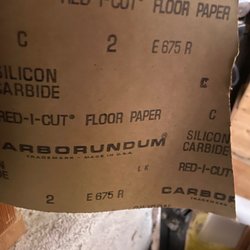 RED-I-CUT® FLOOR PAPER
C 2 E 675 R
SILICON
CARBIDE
RED-I-CUT® FLOOR PAPER C
CARBORUNDUM® SILICON
TRADEMARK - MADE IN U.S.A. CARBIDE
L K RED-I-CUT®
2 E 675 R CARBOR